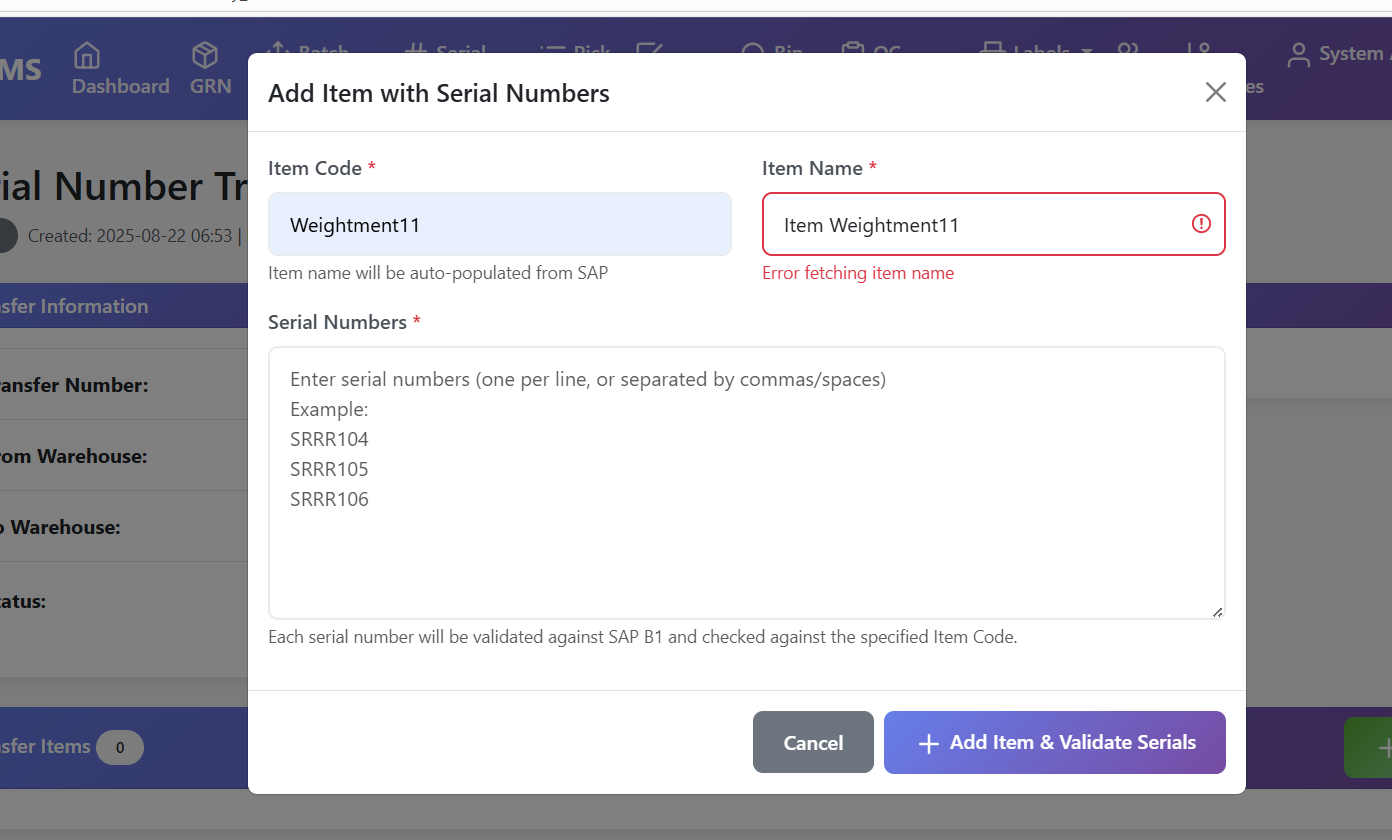 MS
Dashboard
GRN
Batch
Serial
Pick
Bin
QC
Labels
System
es
Add Item with Serial Numbers
Item Code *
Item Name *
Weightment11
Item Weightment11
Item name will be auto-populated from SAP
Error fetching item name
Serial Numbers *
Enter serial numbers (one per line, or separated by commas/spaces)
Example:
SRRR104
SRRR105
SRRR106
Each serial number will be validated against SAP B1 and checked against the specified Item Code.
Cancel
Add Item & Validate Serials
ial Number Tr
Created: 2025-08-22 06:53 |
sfer Information
ansfer Number:
om Warehouse:
o Warehouse:
atus:
sfer Items 0